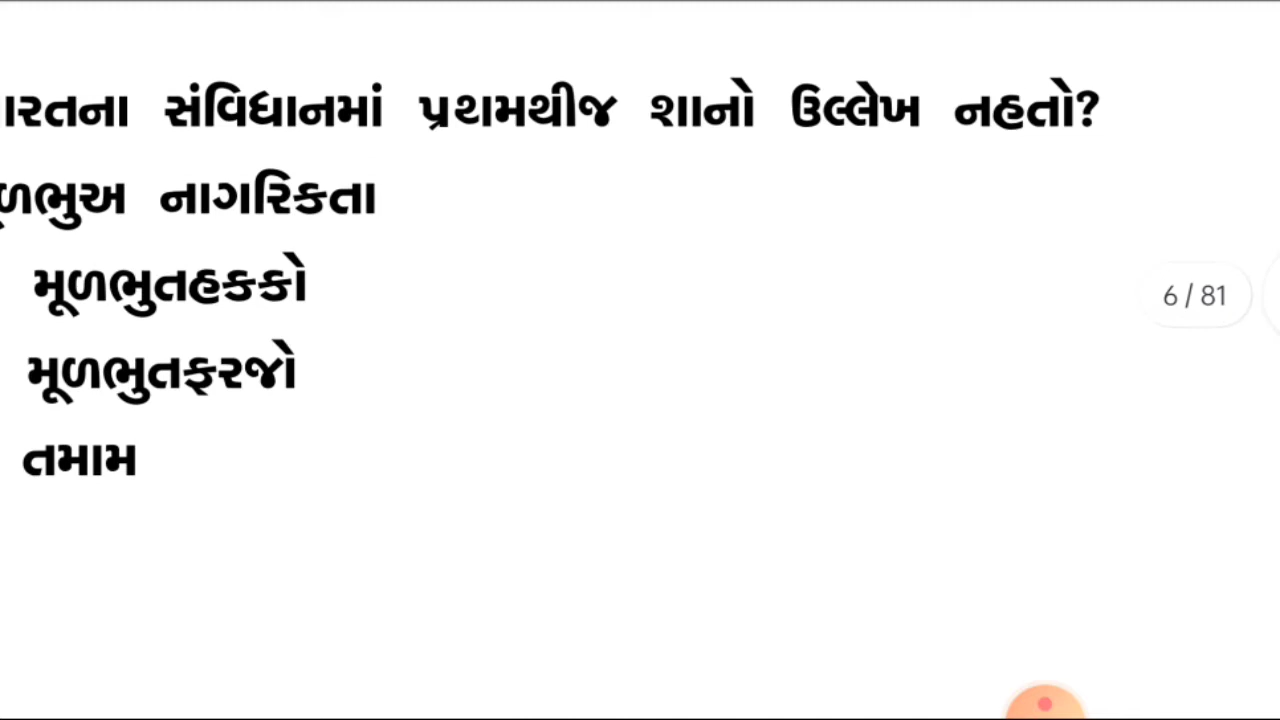 ારતના સંવિધાનમાં પ્રથમથીજ શાનો ઉલ્લેખ નહતો?
ૂળભુઅ નાગરિકતા
મૂળભુતહકકો
6 / 81
મૂળભુતફરજો
તમામ